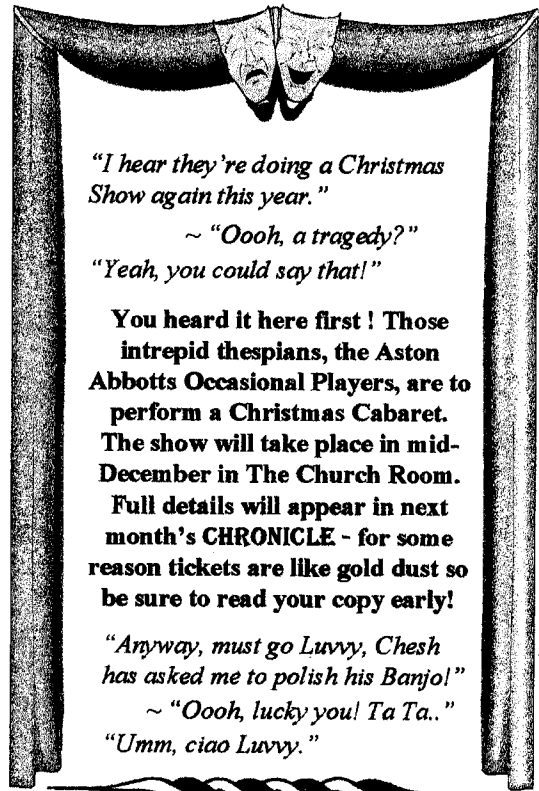 “I hear they’re doing a Christmas
Show again this year. ”
~ “Oooh, a tragedy? ”
“Yeah, you could say that! ”
You heard it here first ! Those
intrepid thespians, the Aston
Abbotts Occasional Players, are to
perform a Christmas Cabaret.
The show will take place in mid-
December in The Church Room.
Full details will appear in next
month’s CHRONICLE - for some
reason tickets are like gold dust so
be sure to read your copy early!
“Anyway, must go Luvvy, Chesh
has asked me to polish his Banjo! ”
~ “Oooh, lucky you! Ta Ta.. ”
“Umm, ciao Luvvy. ”